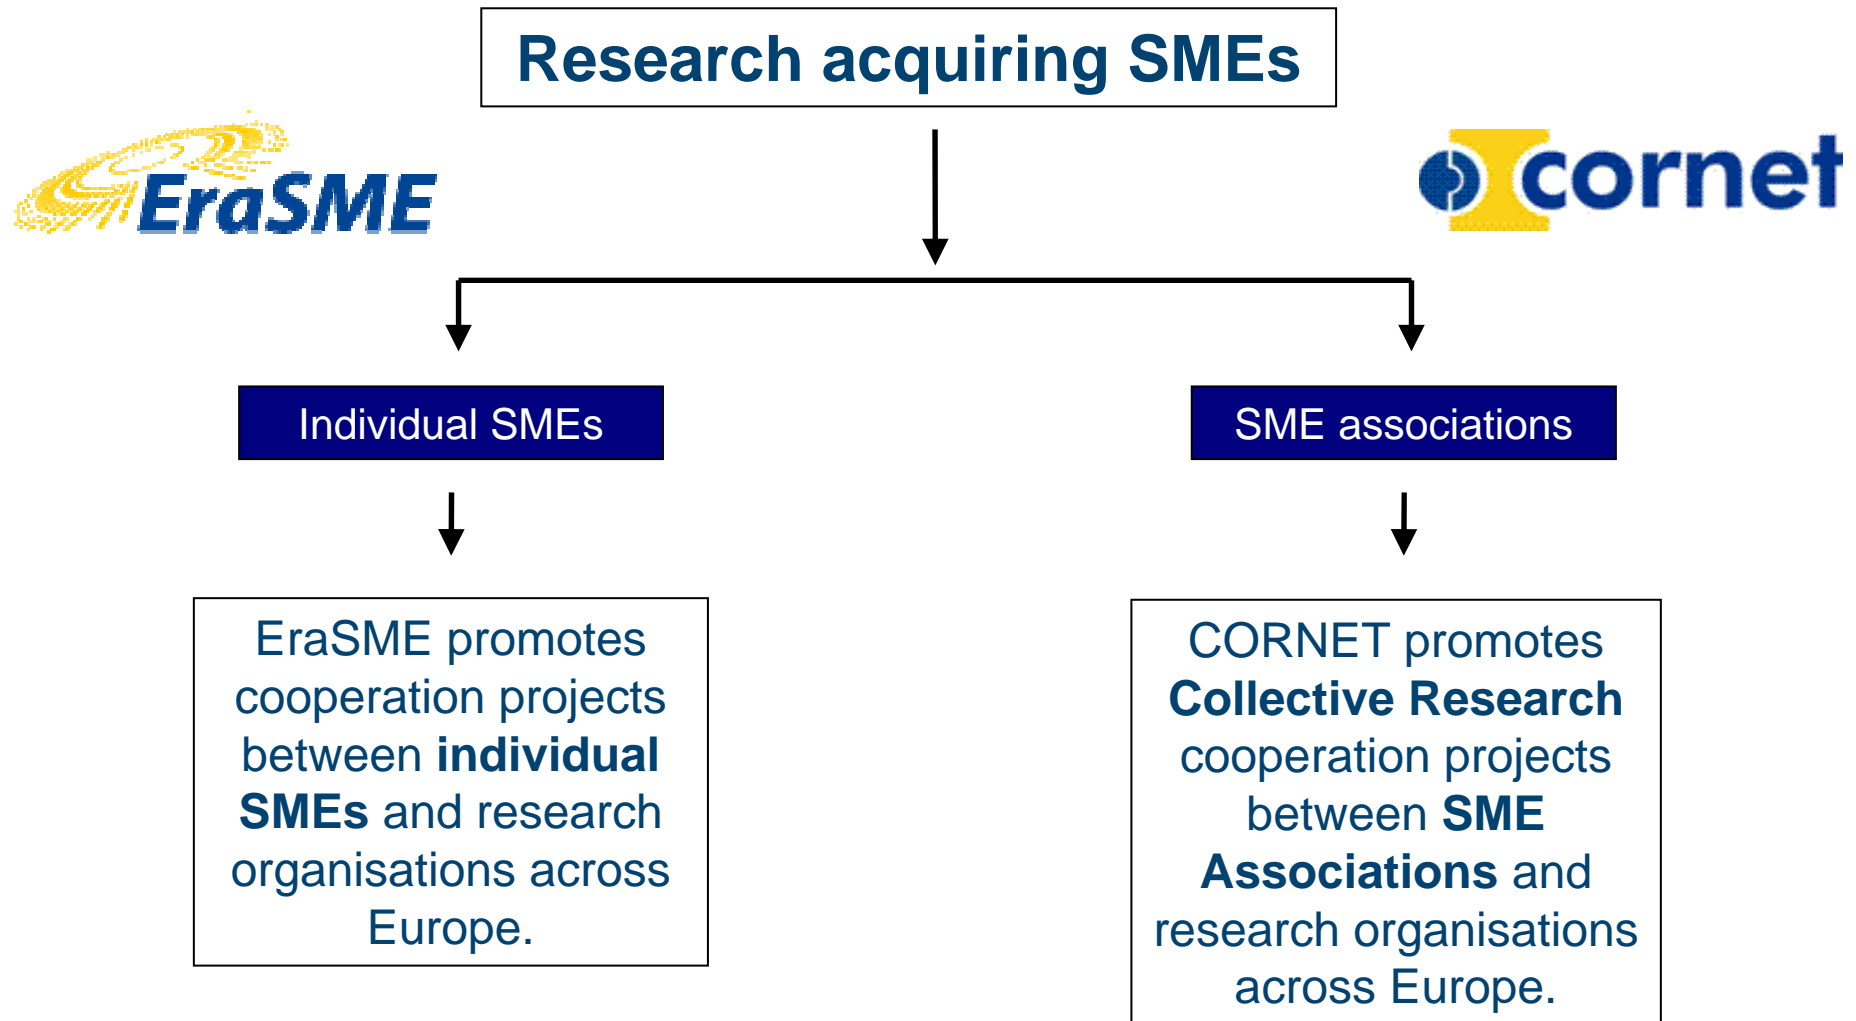 Research acquiring SMEs
EraSME
cornet
Individual SMEs
SME associations
EraSME promotes
cooperation projects
between individual
SMEs and research
organisations across
Europe.
CORNET promotes
Collective Research
cooperation projects
between SME
Associations and
research organisations
across Europe.